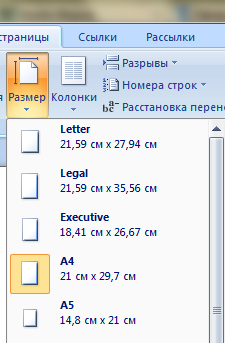 страницы Ссылки Рассылки
Размер Колонки Разрывы
Номера строк
bc Расстановка перено
Letter
21,59 см x 27,94 см
Legal
21,59 см x 35,56 см
Executive
18,41 см x 26,67 см
A4
21 см x 29,7 см
A5
14,8 см x 21 см